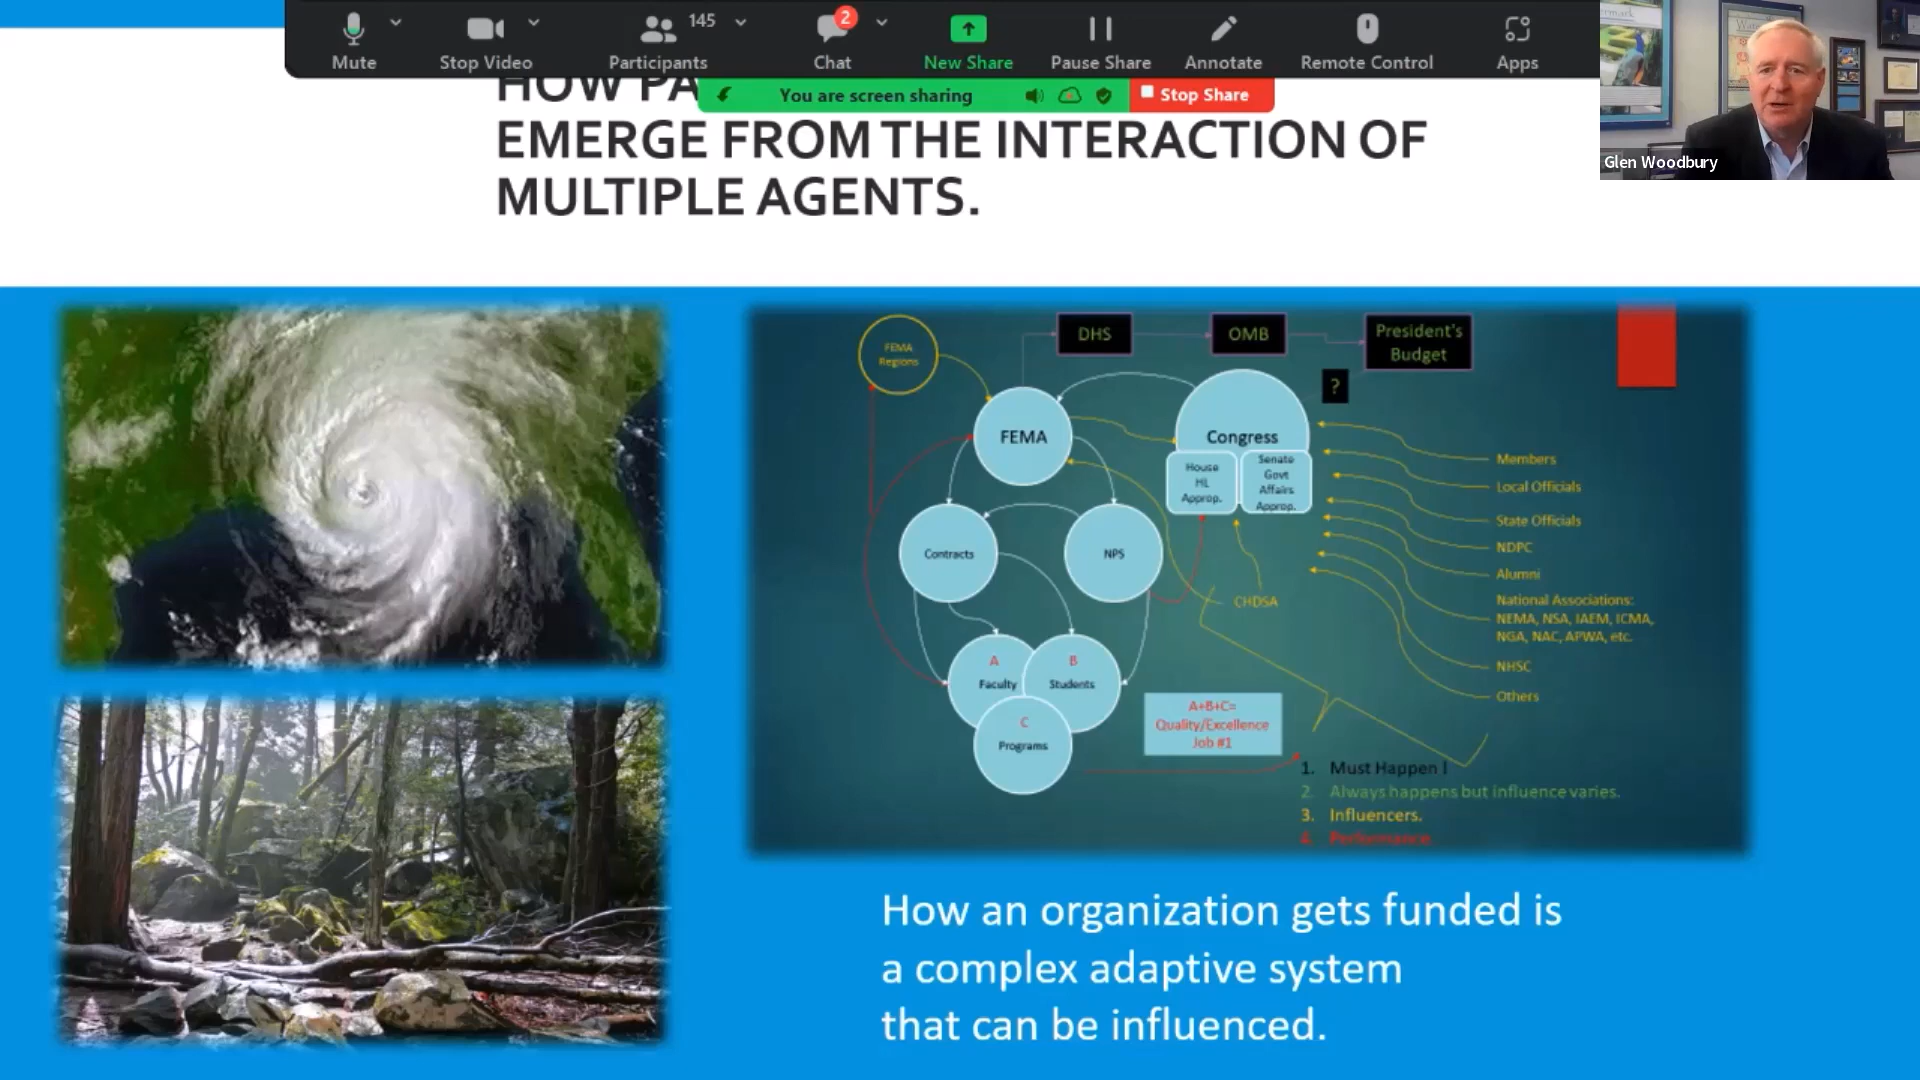 Mute
Stop Video
Participants
145
Chat
2
New Share
Pause Share
Annotate
Remote Control
Apps
You are screen sharing
Stop Share
Glen Woodbury
HOW PA
EMERGE FROM THE INTERACTION OF
MULTIPLE AGENTS.
FEMA
Regions
DHS
OMB
President's
Budget
?
FEMA
Congress
House
HL
Approp.
Senate
Govt
Affairs
Approp.
Contracts
NPS
CHDSA
Members
Local Officials
State Officials
NDPC
Alumni
National Associations:
NEMA, NSA, IAEM, ICMA,
NGA, NAC, APWA, etc.
NHSC
Others
A
Faculty
B
Students
C
Programs
A+B+C=
Quality/Excellence
Job #1
1. Must Happen !
2. Always happens but influence varies.
3. Influencers.
4. Performance.
How an organization gets funded is
a complex adaptive system
that can be influenced.